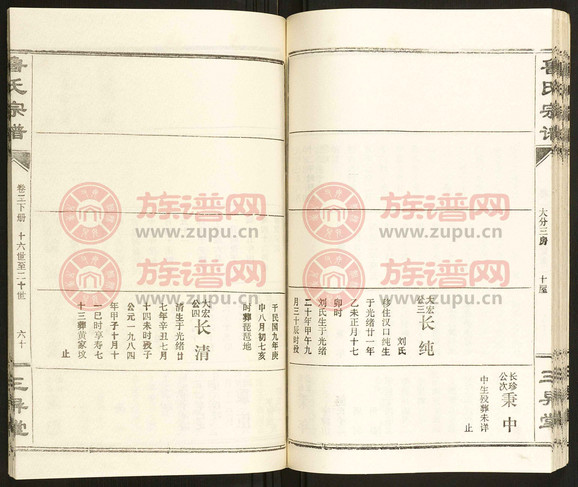 鲁氏宗谱
大分三房
十屋
三异堂
大宏公三
长纯
刘氏
移住汉口纯生
于光绪廿一年
乙未正月十七
卯时
刘氏生于光绪
二十年甲午九
月三十辰时殁
长珍公次
秉中
中生殁葬未详
止
于民国九年庚
申八月初七亥
时葬琵琶地
大宏公四
长清
清生于光绪廿
七年辛丑七月
十四未时殁于
公元一九八四
年甲子十月十
一巳时享寿七
十三葬黄家坟
止
鲁氏宗谱
卷三下册
十六世至二十世
六十
三异堂
族谱网
www.zupu.cn
族谱网
www.zupu.cn
族谱网
www.zupu.cn
族谱网
www.zupu.cn